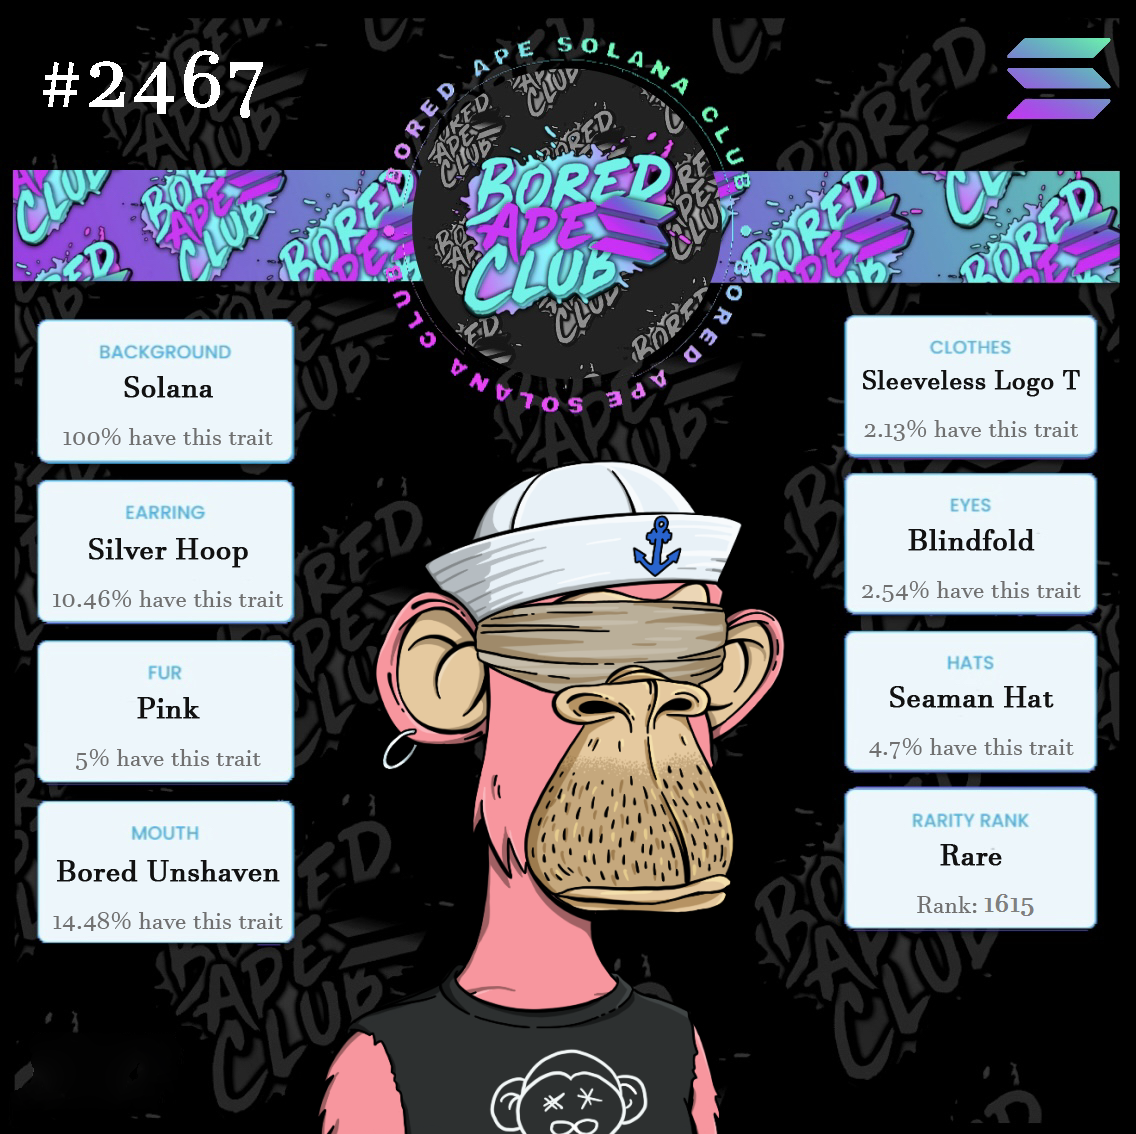 #2467
BORED APE SOLANA CLUB
BORED APE SOLANA CLUB
BORED
APE
CLUB
BACKGROUND
Solana
100% have this trait
EARRING
Silver Hoop
10.46% have this trait
FUR
Pink
5% have this trait
MOUTH
Bored Unshaven
14.48% have this trait
CLOTHES
Sleeveless Logo T
2.13% have this trait
EYES
Blindfold
2.54% have this trait
HATS
Seaman Hat
4.7% have this trait
RARITY RANK
Rare
Rank: 1615